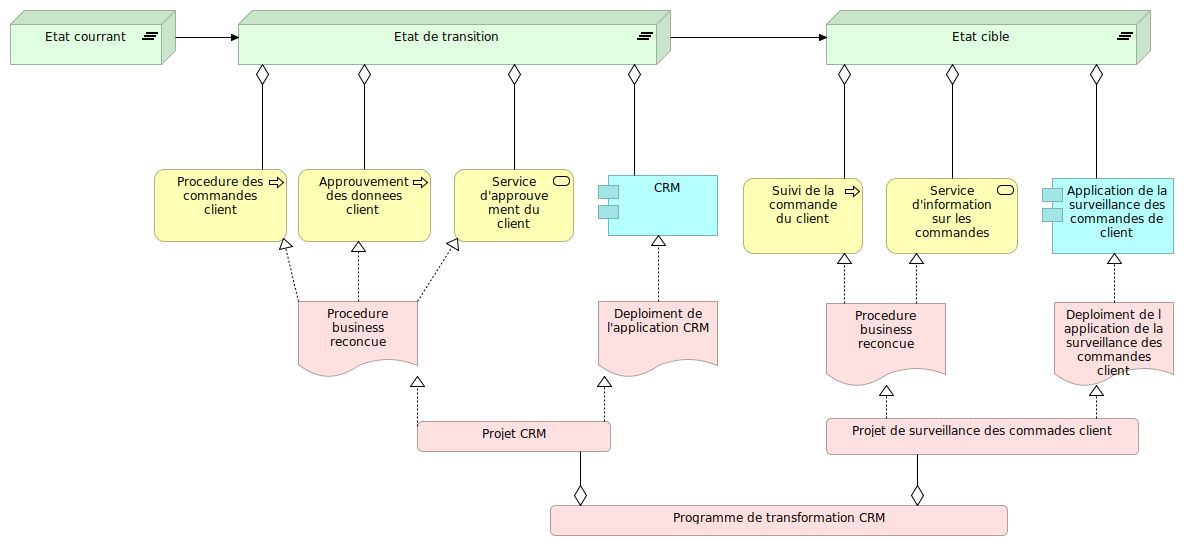 Etat courrant
Etat de transition
Etat cible
Procedure des
commandes
client
Approuvement
des donnees
client
Service
d'approuve
ment du
client
CRM
Suivi de la
commande
du client
Service
d'information
sur les
commandes
Application de la
surveillance des
commandes de
client
Procedure
business
reconcue
Deploiment de
l'application CRM
Procedure
business
reconcue
Deploiment de l
application de la
surveillance des
commandes
client
Projet CRM
Projet de surveillance des commades client
Programme de transformation CRM